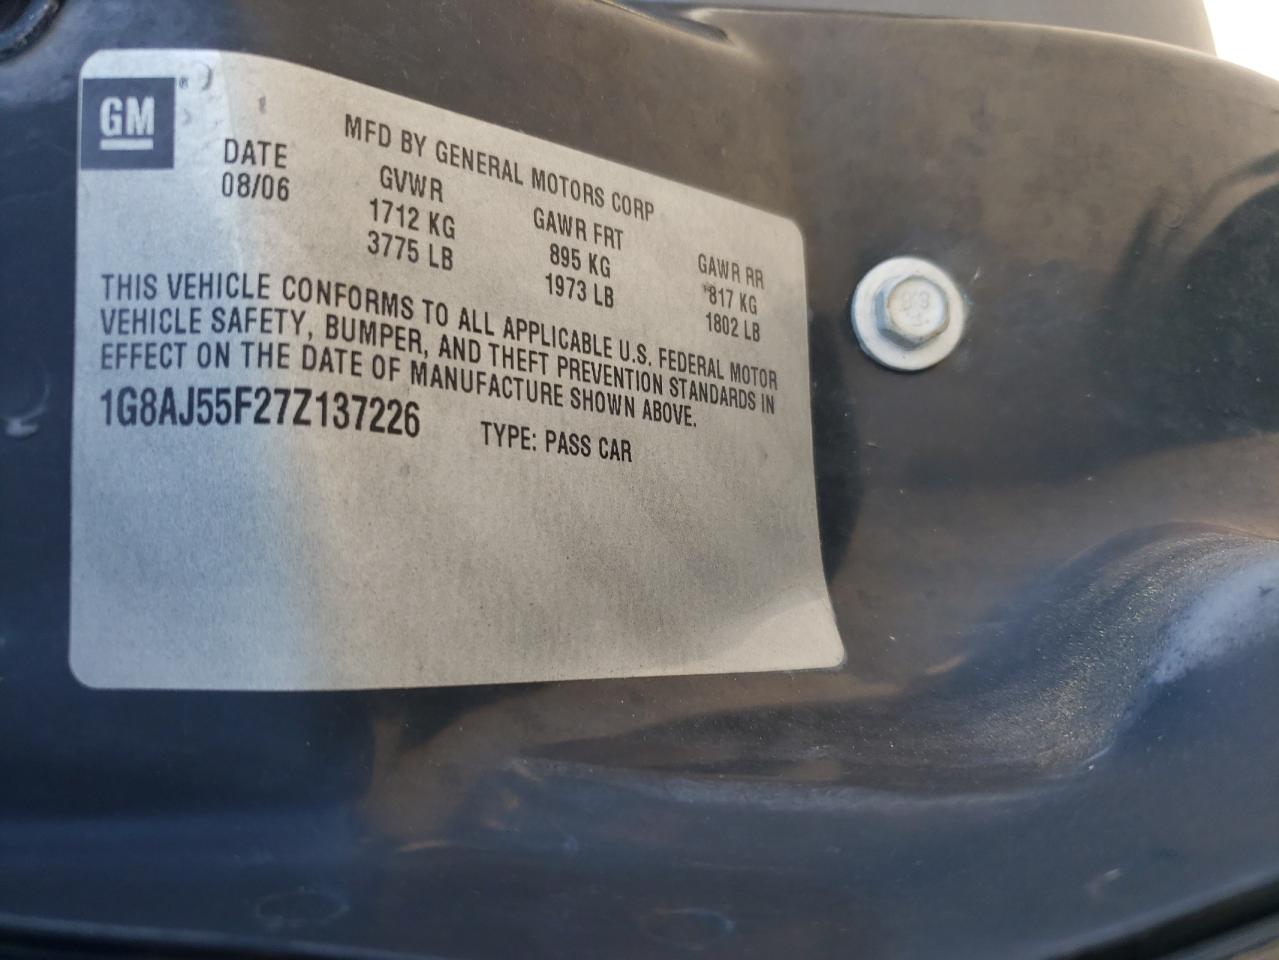 GM ®
MFD BY GENERAL MOTORS CORP
DATE GVWR GAWR FRT GAWR RR
08/06 1712 KG 895 KG 817 KG
3775 LB 1973 LB 1802 LB
THIS VEHICLE CONFORMS TO ALL APPLICABLE U.S. FEDERAL MOTOR
VEHICLE SAFETY, BUMPER, AND THEFT PREVENTION STANDARDS IN
EFFECT ON THE DATE OF MANUFACTURE SHOWN ABOVE.
1G8AJ55F27Z137226 TYPE: PASS CAR